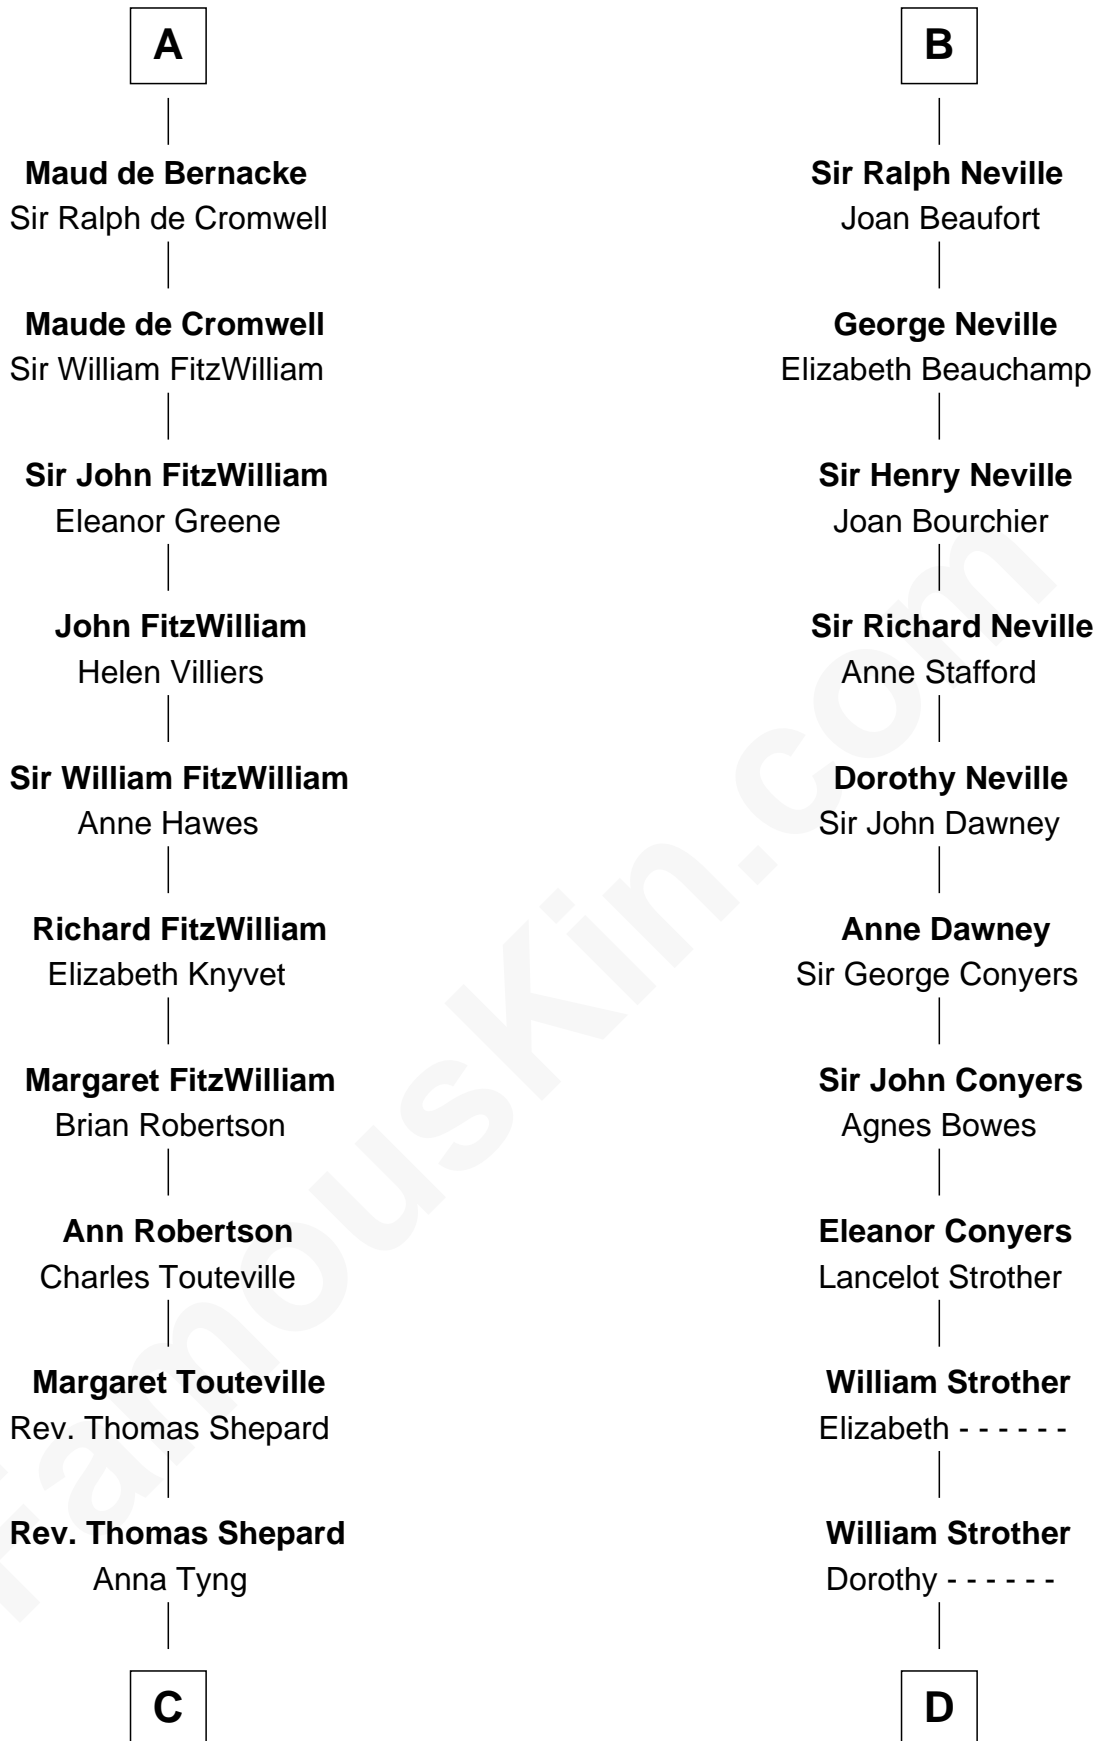 A
Maud de Bernacke
Sir Ralph de Cromwell
Maude de Cromwell
Sir William FitzWilliam
Sir John FitzWilliam
Eleanor Greene
John FitzWilliam
Helen Villiers
Sir William FitzWilliam
Anne Hawes
Richard FitzWilliam
Elizabeth Knyvet
Margaret FitzWilliam
Brian Robertson
Ann Robertson
Charles Touteville
Margaret Touteville
Rev. Thomas Shepard
Rev. Thomas Shepard
Anna Tyng
C
B
Sir Ralph Neville
Joan Beaufort
George Neville
Elizabeth Beauchamp
Sir Henry Neville
Joan Bourchier
Sir Richard Neville
Anne Stafford
Dorothy Neville
Sir John Dawney
Anne Dawney
Sir George Conyers
Sir John Conyers
Agnes Bowes
Eleanor Conyers
Lancelot Strother
William Strother
Elizabeth - - - - - -
William Strother
Dorothy - - - - - -
D
FamousKin.com